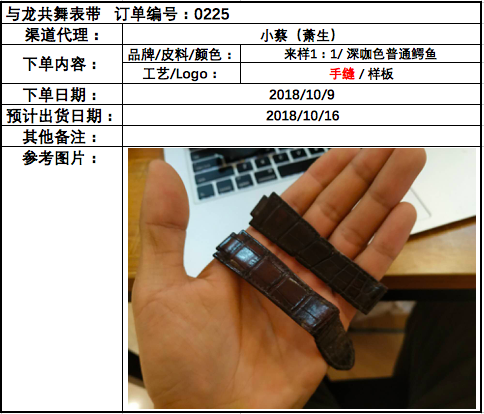 与龙共舞表带 订单编号：0225
渠道代理： 小蔡（萧生）
下单内容： 品牌/皮料/颜色： 来样1：1/ 深咖色普通鳄鱼
工艺/Logo： 手缝 / 样板
下单日期： 2018/10/9
预计出货日期： 2018/10/16
其他备注：
参考图片：